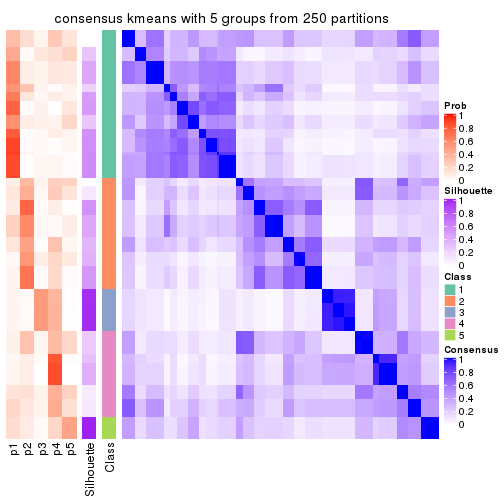 consensus kmeans with 5 groups from 250 partitions
Prob
1
0.8
0.6
0.4
0.2
0
Silhouette
1
0.8
0.6
0.4
0.2
0
Class
1
2
3
4
5
Consensus
1
0.8
0.6
0.4
0.2
0
p1
p2
p3
p4
p5
Silhouette
Class